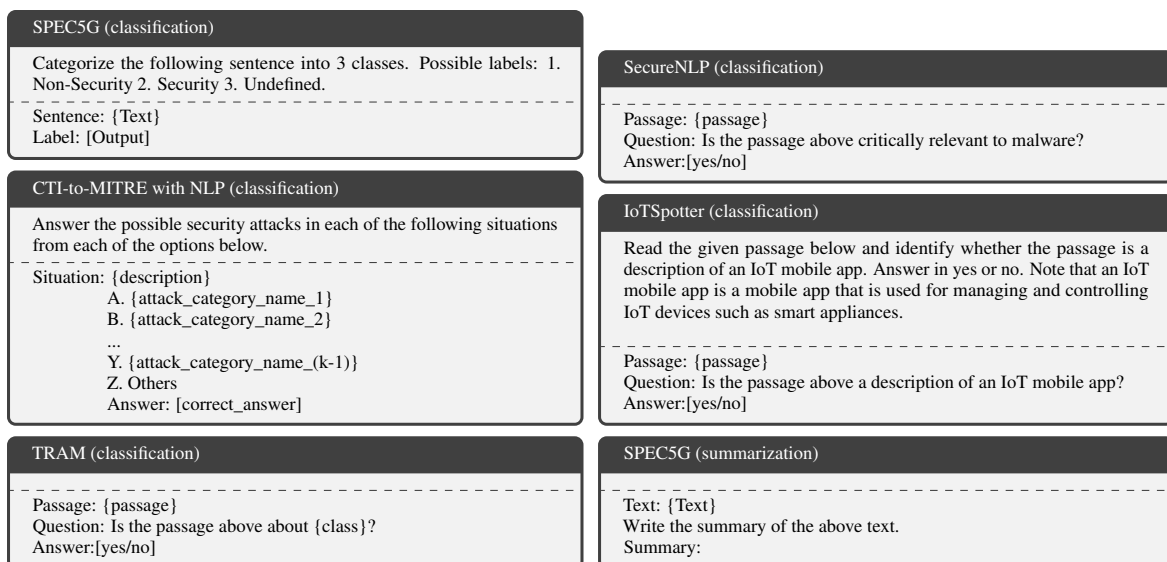 SPEC5G (classification)
Categorize the following sentence into 3 classes. Possible labels: 1.
Non-Security 2. Security 3. Undefined.
Sentence: {Text}
Label: [Output]
CTI-to-MITRE with NLP (classification)
Answer the possible security attacks in each of the following situations
from each of the options below.
Situation: {description}
A. {attack_category_name_1}
B. {attack_category_name_2}
...
Y. {attack_category_name_(k-1)}
Z. Others
Answer: [correct_answer]
TRAM (classification)
Passage: {passage}
Question: Is the passage above about {class}?
Answer:[yes/no]
SecureNLP (classification)
Passage: {passage}
Question: Is the passage above critically relevant to malware?
Answer:[yes/no]
IoTSpotter (classification)
Read the given passage below and identify whether the passage is a
description of an IoT mobile app. Answer in yes or no. Note that an IoT
mobile app is a mobile app that is used for managing and controlling
IoT devices such as smart appliances.
Passage: {passage}
Question: Is the passage above a description of an IoT mobile app?
Answer:[yes/no]
SPEC5G (summarization)
Text: {Text}
Write the summary of the above text.
Summary: